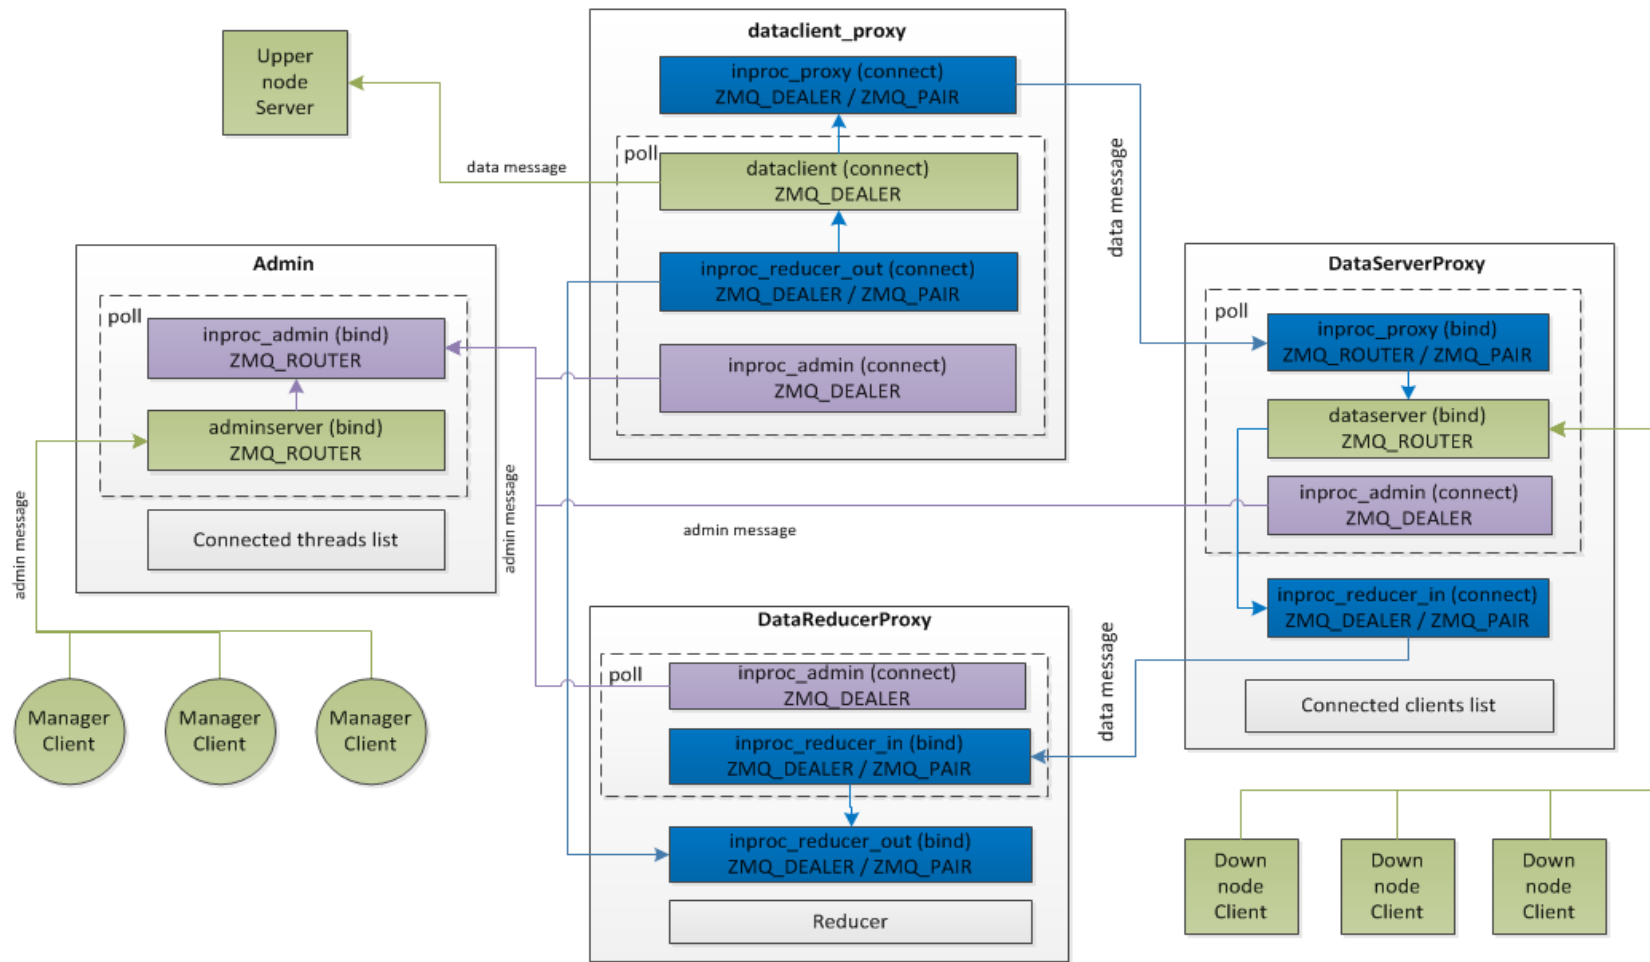 Upper
node
Server
data message
dataclient_proxy
inproc_proxy (connect)
ZMQ_DEALER / ZMQ_PAIR
poll
dataclient (connect)
ZMQ_DEALER
inproc_reducer_out (connect)
ZMQ_DEALER / ZMQ_PAIR
inproc_admin (connect)
ZMQ_DEALER
data message
Admin
poll
inproc_admin (bind)
ZMQ_ROUTER
adminserver (bind)
ZMQ_ROUTER
Connected threads list
admin message
admin message
admin message
Manager
Client
Manager
Client
Manager
Client
DataServerProxy
poll
inproc_proxy (bind)
ZMQ_ROUTER / ZMQ_PAIR
dataserver (bind)
ZMQ_ROUTER
inproc_admin (connect)
ZMQ_DEALER
inproc_reducer_in (connect)
ZMQ_DEALER / ZMQ_PAIR
Connected clients list
data message
DataReducerProxy
poll
inproc_admin (connect)
ZMQ_DEALER
inproc_reducer_in (bind)
ZMQ_DEALER / ZMQ_PAIR
inproc_reducer_out (bind)
ZMQ_DEALER / ZMQ_PAIR
Reducer
Down
node
Client
Down
node
Client
Down
node
Client